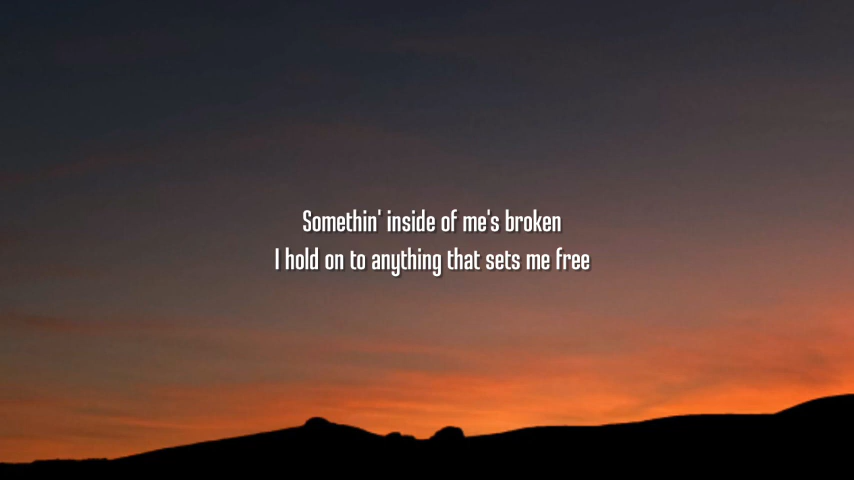 Somethin' inside of me's broken
I hold on to anything that sets me free